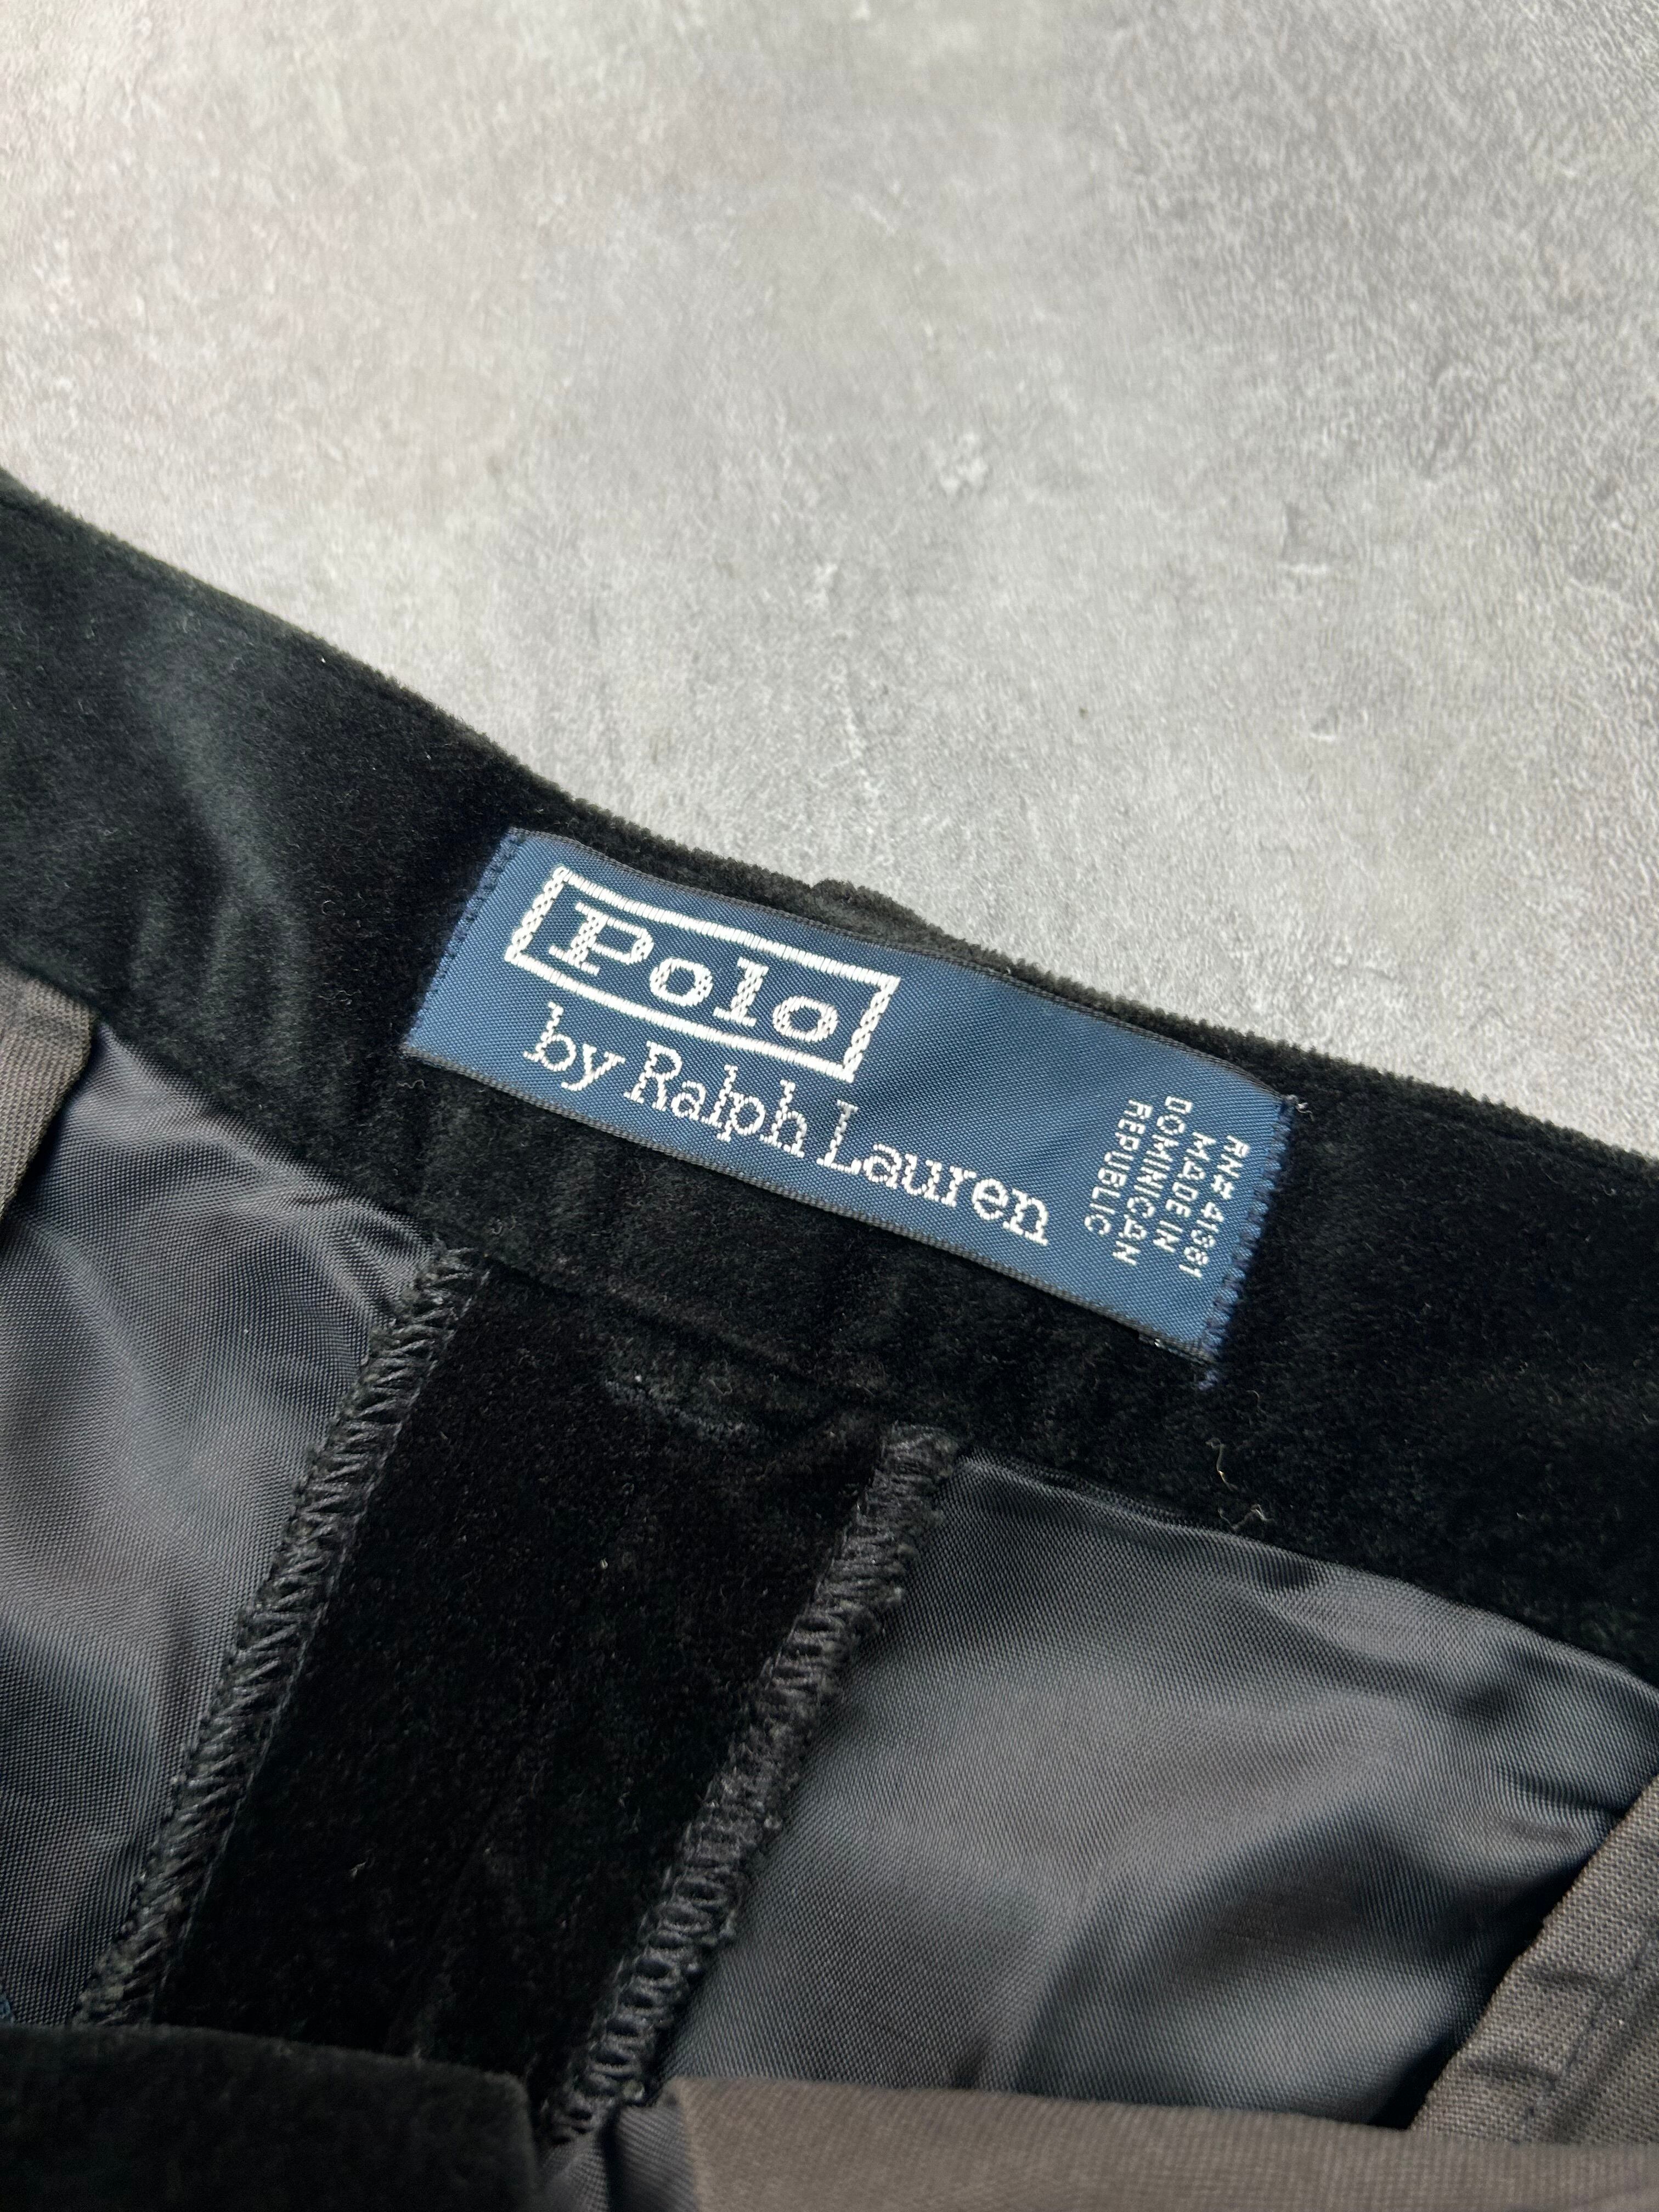 Polo
by Ralph Lauren
RN# 41381
MADE IN
DOMINICAN
REPUBLIC